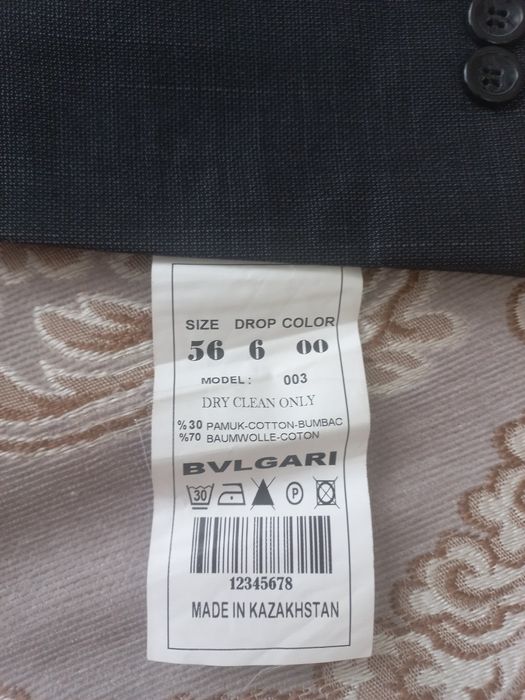 SIZE DROP COLOR
56 6 00
MODEL: 003
DRY CLEAN ONLY
%30 PAMUK-COTTON-BUMBAC
%70 BAUMWOLLE-COTON
BVLGARI
30 P
12345678
MADE IN KAZAKHSTAN